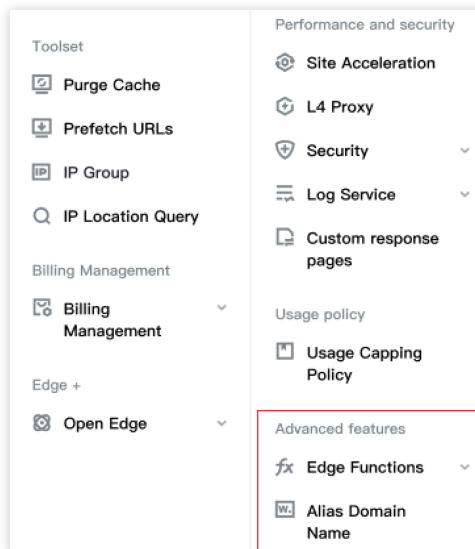 Toolset
Purge Cache
Prefetch URLs
IP Group
IP Location Query
Billing Management
Billing
Management
Edge +
Open Edge
Performance and security
Site Acceleration
L4 Proxy
Security
Log Service
Custom response
pages
Usage policy
Usage Capping
Policy
Advanced features
Edge Functions
Alias Domain
Name